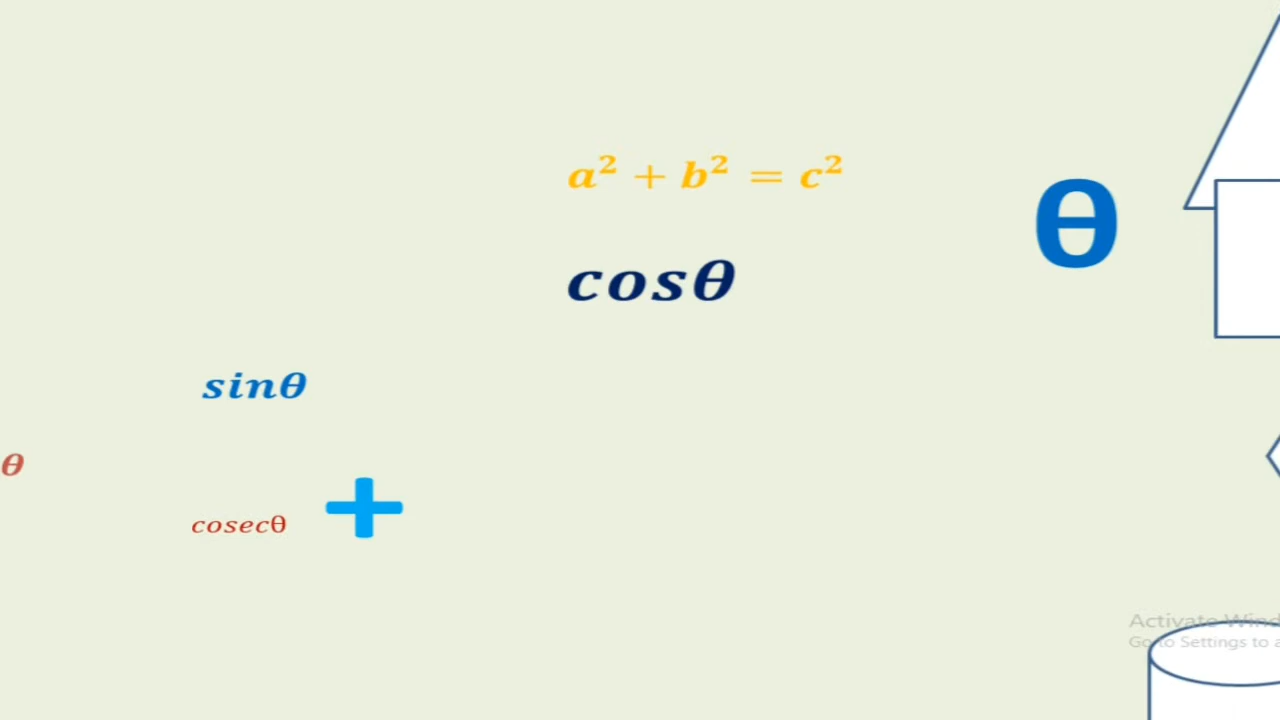 a² + b² = c²
cosθ
θ
sinθ
θ
cosecθ
+
Activate Wind
Go to Settings to a